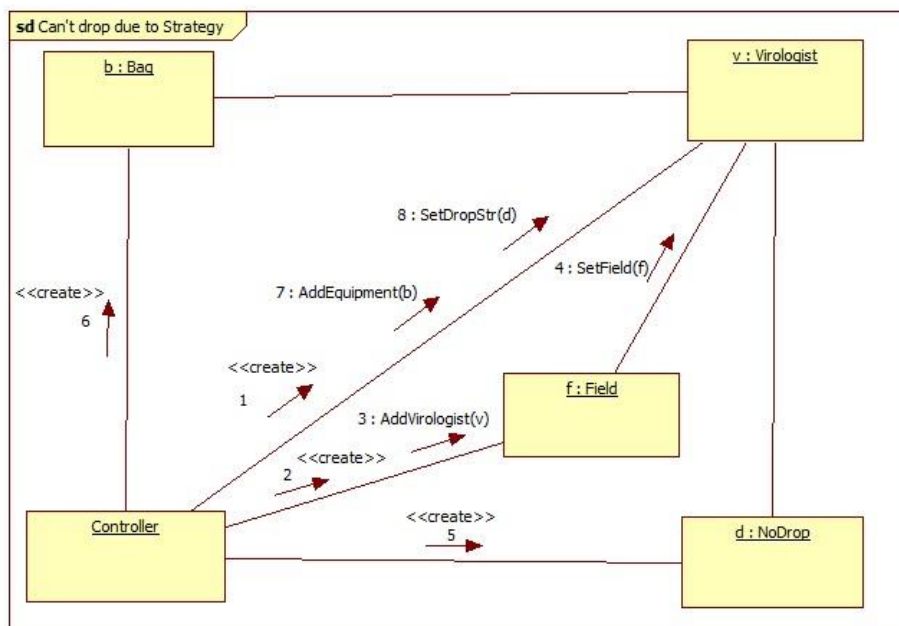 sd Can't drop due to Strategy
b : Bag
v : Virologist
8 : SetDropStr(d)
4 : SetField(f)
7 : AddEquipment(b)
<<create>>
6
<<create>>
1
f : Field
3 : AddVirologist(v)
<<create>>
2
Controller
<<create>>
5
d : NoDrop